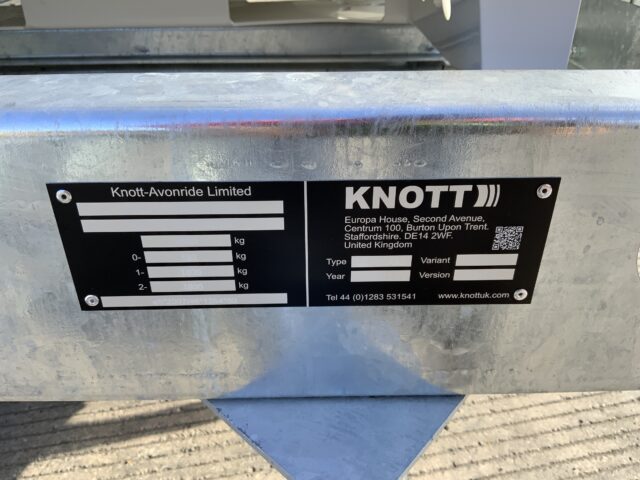 Knott-Avonride Limited
kg
0- kg
1- kg
2- kg
KNOTT
Europa House, Second Avenue,
Centrum 100, Burton Upon Trent.
Staffordshire. DE14 2WF.
United Kingdom
Type Variant
Year Version
Tel 44 (0)1283 531541 www.knottuk.com